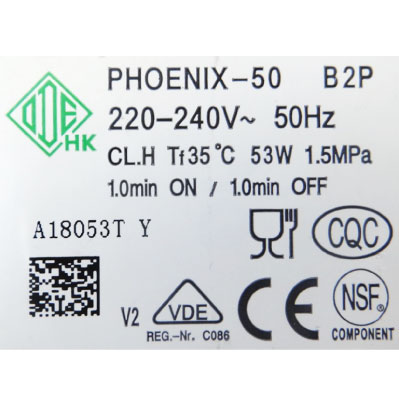 ODE
HK
PHOENIX-50 B2P
220-240V~ 50Hz
CL.H Tf35°C 53W 1.5MPa
1.0min ON / 1.0min OFF
A18053T Y
CQC
V2
VDE
REG.-Nr. C086
CE
NSF
COMPONENT